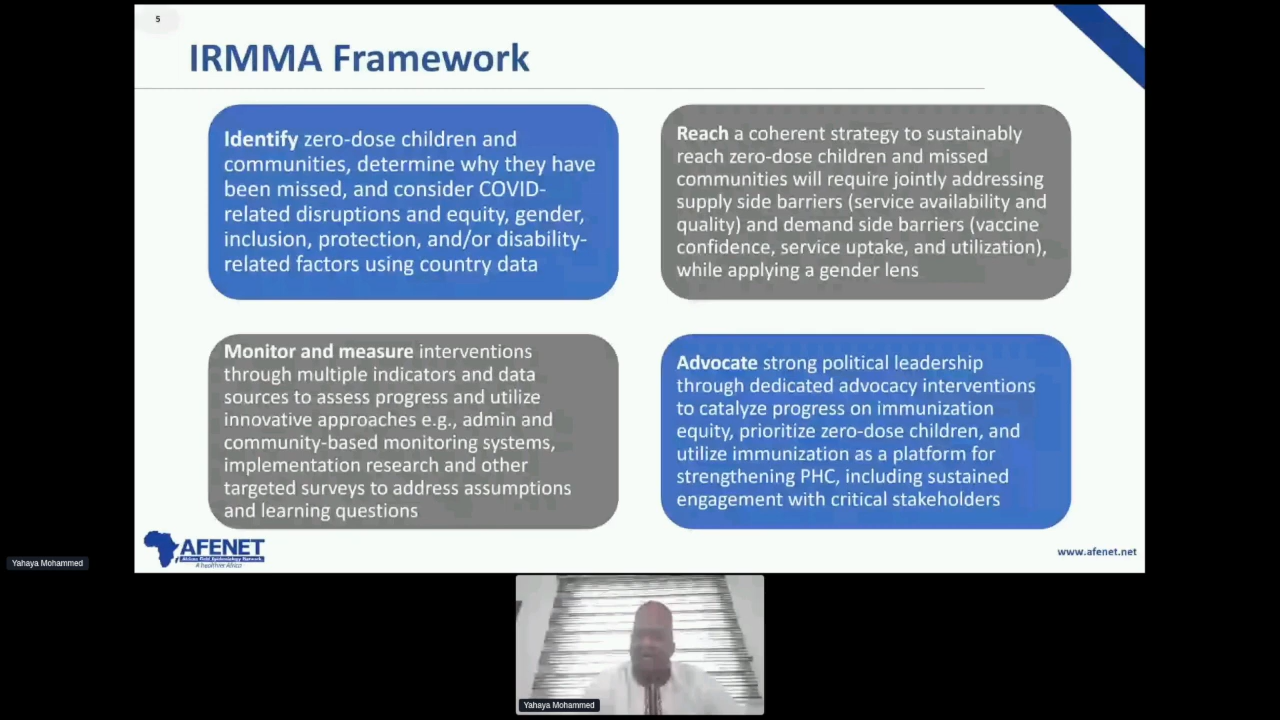 5
IRMMA Framework
Identify zero-dose children and
communities, determine why they have
been missed, and consider COVID-
related disruptions and equity, gender,
inclusion, protection, and/or disability-
related factors using country data
Reach a coherent strategy to sustainably
reach zero-dose children and missed
communities will require jointly addressing
supply side barriers (service availability and
quality) and demand side barriers (vaccine
confidence, service uptake, and utilization),
while applying a gender lens
Monitor and measure interventions
through multiple indicators and data
sources to assess progress and utilize
innovative approaches e.g., admin and
community-based monitoring systems,
implementation research and other
targeted surveys to address assumptions
and learning questions
Advocate strong political leadership
through dedicated advocacy interventions
to catalyze progress on immunization
equity, prioritize zero-dose children, and
utilize immunization as a platform for
strengthening PHC, including sustained
engagement with critical stakeholders
AFENET
African Field Epidemiology Network
A healthier Africa
www.afenet.net
Yahaya Mohammed
Yahaya Mohammed